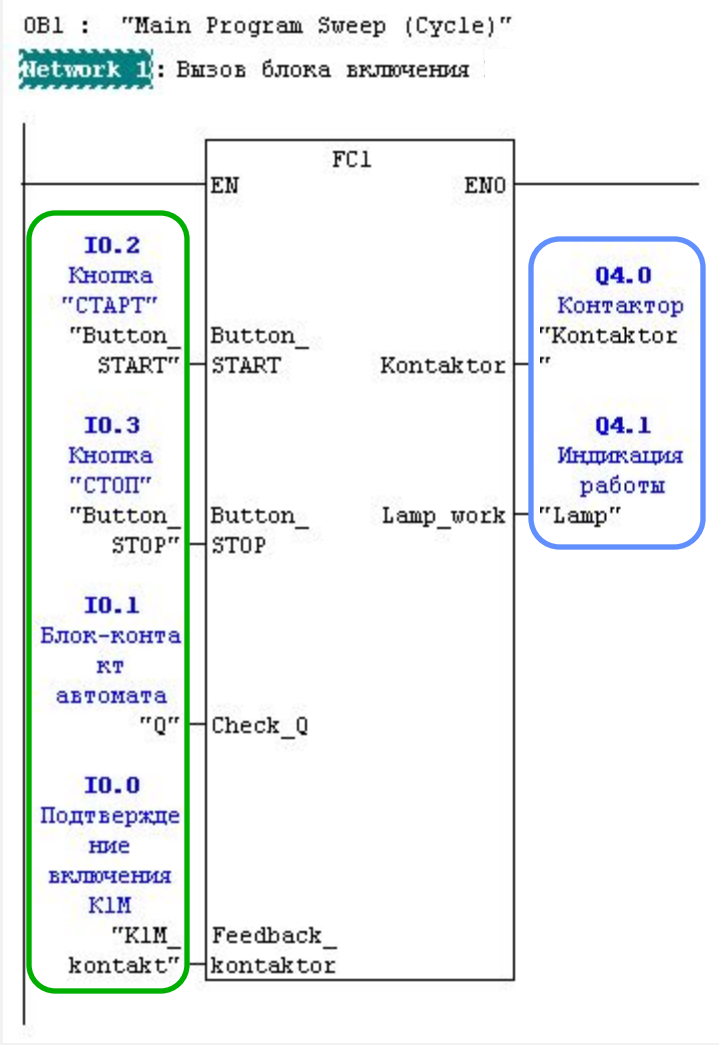 OB1 : "Main Program Sweep (Cycle)"
Network 1: Вызов блока включения
FC1
EN ENO
I0.2
Кнопка
"СТАРТ"
"Button_
START"
Button_
START
Q4.0
Контактор
"Kontaktor
"
Kontaktor
I0.3
Кнопка
"СТОП"
"Button_
STOP"
Button_
STOP
Q4.1
Индикация
работы
"Lamp"
Lamp_work
I0.1
Блок-конта
кт
автомата
"Q"
Check_Q
I0.0
Подтвержде
ние
включения
K1M
"K1M_
kontakt"
Feedback_
kontaktor